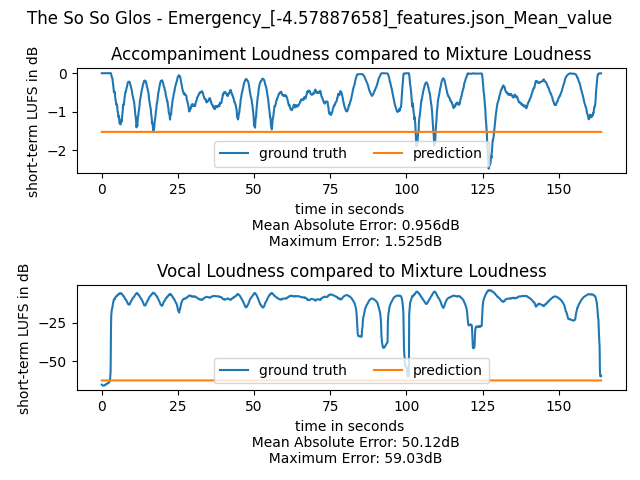 The So So Glos - Emergency_[-4.57887658]_features.json_Mean_value
Accompaniment Loudness compared to Mixture Loudness
short-term LUFS in dB
0
−1
−2
ground truth
prediction
0 25 50 75 100 125 150
time in seconds
Mean Absolute Error: 0.956dB
Maximum Error: 1.525dB
Vocal Loudness compared to Mixture Loudness
short-term LUFS in dB
−25
−50
ground truth
prediction
0 25 50 75 100 125 150
time in seconds
Mean Absolute Error: 50.12dB
Maximum Error: 59.03dB